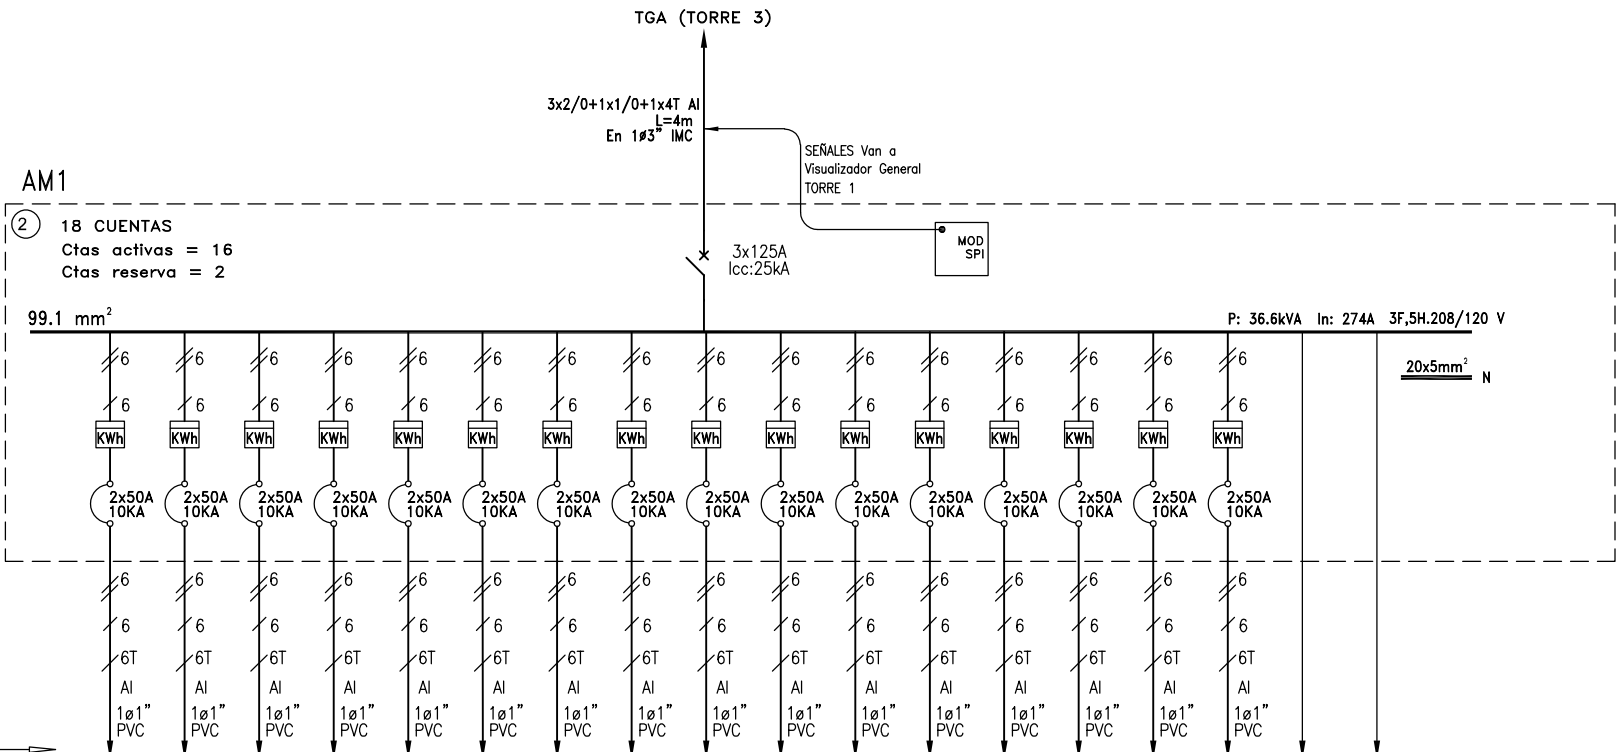 TGA (TORRE 3)
3x2/0+1x1/0+1x4T Al
L=4m
En 1ø3" IMC
SEÑALES Van a
Visualizador General
TORRE 1
AM1
2
18 CUENTAS
Ctas activas = 16
Ctas reserva = 2
3x125A
Icc:25kA
MOD
SPI
99.1 mm²
P: 36.6kVA In: 274A 3F,5H.208/120 V
20x5mm²
N
6 6 6 6 6 6 6 6 6 6 6 6 6 6 6 6
6 6 6 6 6 6 6 6 6 6 6 6 6 6 6 6
KWh KWh KWh KWh KWh KWh KWh KWh KWh KWh KWh KWh KWh KWh KWh KWh
2x50A 2x50A 2x50A 2x50A 2x50A 2x50A 2x50A 2x50A 2x50A 2x50A 2x50A 2x50A 2x50A 2x50A 2x50A 2x50A
10KA 10KA 10KA 10KA 10KA 10KA 10KA 10KA 10KA 10KA 10KA 10KA 10KA 10KA 10KA 10KA
6 6 6 6 6 6 6 6 6 6 6 6 6 6 6 6
6 6 6 6 6 6 6 6 6 6 6 6 6 6 6 6
6T 6T 6T 6T 6T 6T 6T 6T 6T 6T 6T 6T 6T 6T 6T 6T
Al Al Al Al Al Al Al Al Al Al Al Al Al Al Al Al
1ø1" 1ø1" 1ø1" 1ø1" 1ø1" 1ø1" 1ø1" 1ø1" 1ø1" 1ø1" 1ø1" 1ø1" 1ø1" 1ø1" 1ø1" 1ø1"
PVC PVC PVC PVC PVC PVC PVC PVC PVC PVC PVC PVC PVC PVC PVC PVC